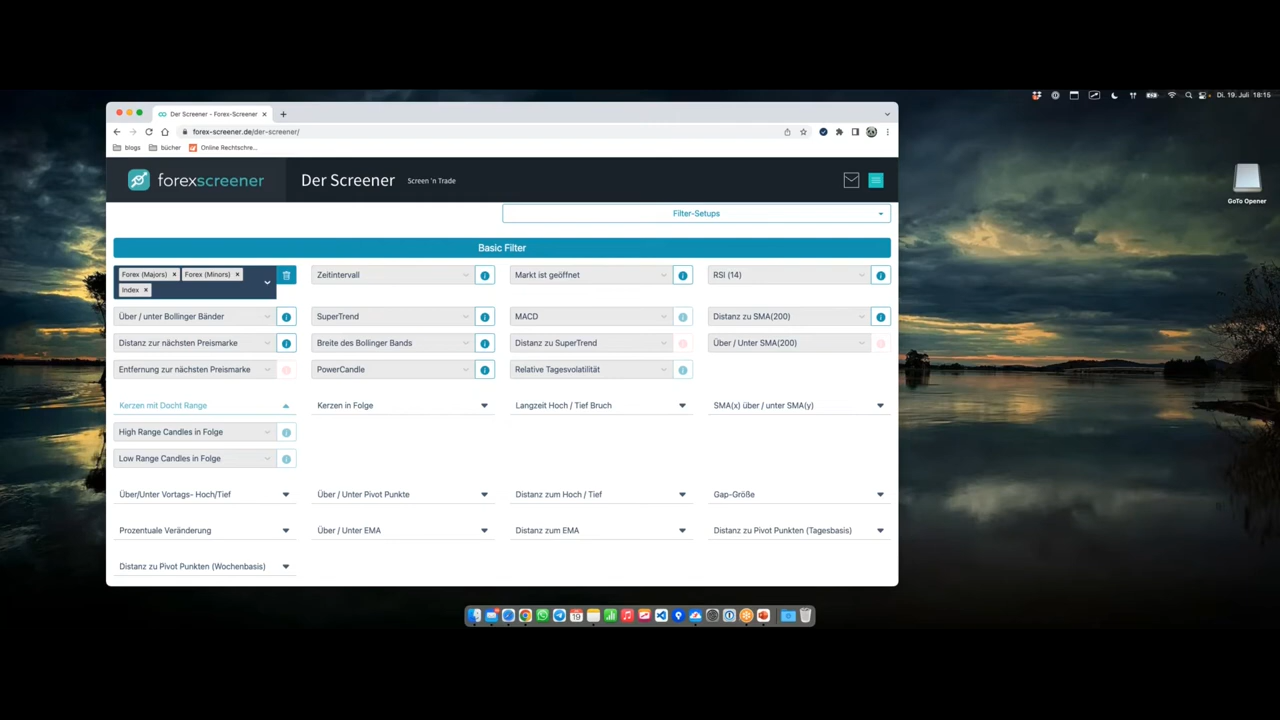 Di. 19. Juli 18:15
Der Screener - Forex-Screener
forex-screener.de/der-screener/
blogs
bücher
Online Rechtschre...
forexscreener
Der Screener
Screen 'n Trade
GoTo Opener
Filter-Setups
Basic Filter
Forex (Majors) x Forex (Minors) x
Index x
Zeitintervall
Markt ist geöffnet
RSI (14)
Über / unter Bollinger Bänder
SuperTrend
MACD
Distanz zu SMA(200)
Distanz zur nächsten Preismarke
Breite des Bollinger Bands
Distanz zu SuperTrend
Über / Unter SMA(200)
Entfernung zur nächsten Preismarke
PowerCandle
Relative Tagesvolatilität
Kerzen mit Docht Range
Kerzen in Folge
Langzeit Hoch / Tief Bruch
SMA(x) über / unter SMA(y)
High Range Candles in Folge
Low Range Candles in Folge
Über/Unter Vortags- Hoch/Tief
Über / Unter Pivot Punkte
Distanz zum Hoch / Tief
Gap-Größe
Prozentuale Veränderung
Über / Unter EMA
Distanz zum EMA
Distanz zu Pivot Punkten (Tagesbasis)
Distanz zu Pivot Punkten (Wochenbasis)